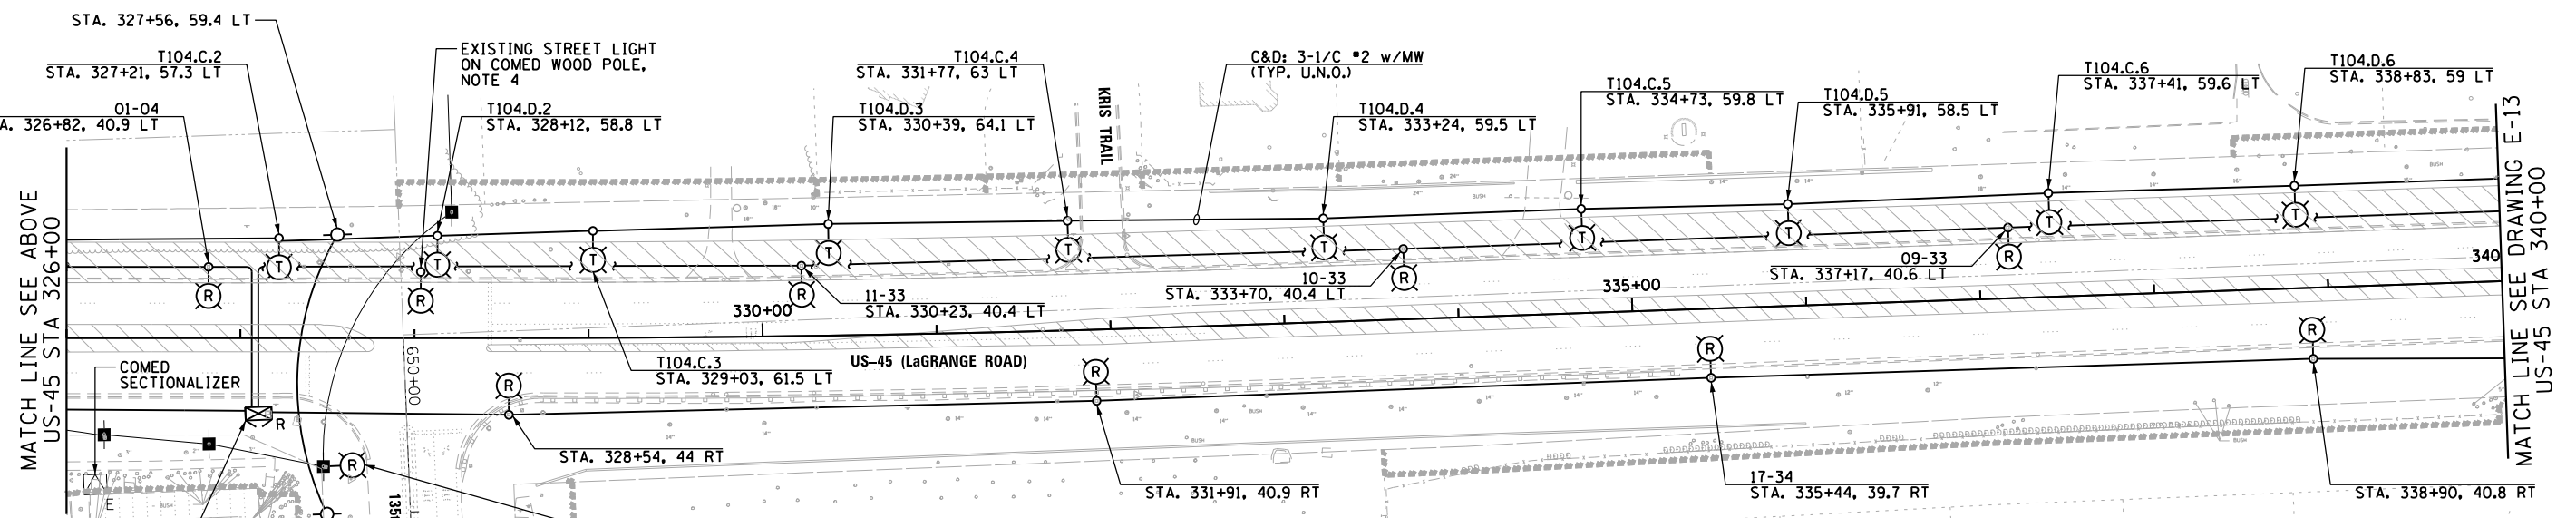 STA. 327+56, 59.4 LT
T104.C.2
STA. 327+21, 57.3 LT
01-04
A. 326+82, 40.9 LT
EXISTING STREET LIGHT
ON COMED WOOD POLE,
NOTE 4
T104.D.2
STA. 328+12, 58.8 LT
T104.C.4
STA. 331+77, 63 LT
T104.D.3
STA. 330+39, 64.1 LT
KRIS TRAIL
C&D: 3-1/C #2 w/MW
(TYP. U.N.O.)
T104.D.4
STA. 333+24, 59.5 LT
T104.C.5
STA. 334+73, 59.8 LT
T104.D.5
STA. 335+91, 58.5 LT
T104.C.6
STA. 337+41, 59.6 LT
T104.D.6
STA. 338+83, 59 LT
MATCH LINE SEE ABOVE
US-45 STA 326+00
MATCH LINE SEE DRAWING E-13
US-45 STA 340+00
T
T
T
T
T
T
T
T
T
T
R
R
R
R
R
11-33
STA. 330+23, 40.4 LT
10-33
STA. 333+70, 40.4 LT
09-33
STA. 337+17, 40.6 LT
330+00
335+00
340
650+00
T104.C.3
STA. 329+03, 61.5 LT
US-45 (LaGRANGE ROAD)
COMED
SECTIONALIZER
R
R
R
R
R
R
E
STA. 328+54, 44 RT
STA. 331+91, 40.9 RT
17-34
STA. 335+44, 39.7 RT
STA. 338+90, 40.8 RT
BUSH
BUSH
BUSH
BUSH
BUSH
BUSH